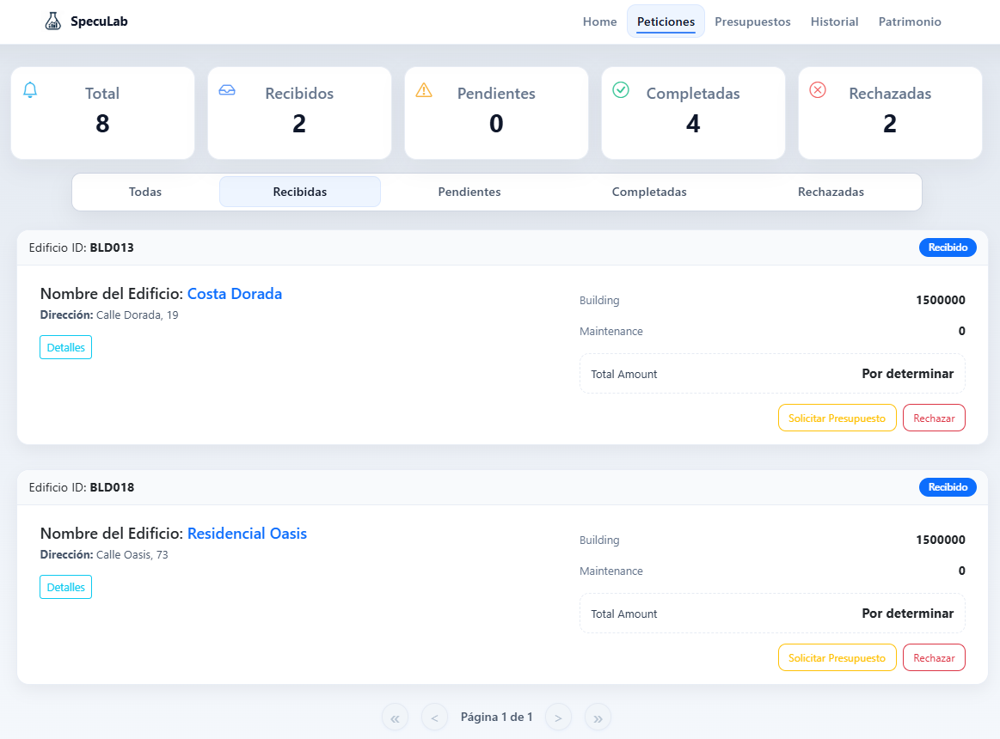 SpecuLab
Home Peticiones Presupuestos Historial Patrimonio
Total Recibidos Pendientes Completadas Rechazadas
8 2 0 4 2
Todas Recibidas Pendientes Completadas Rechazadas
Edificio ID: BLD013 Recibido
Nombre del Edificio: Costa Dorada
Dirección: Calle Dorada, 19
Detalles
Building 1500000
Maintenance 0
Total Amount Por determinar
Solicitar Presupuesto Rechazar
Edificio ID: BLD018 Recibido
Nombre del Edificio: Residencial Oasis
Dirección: Calle Oasis, 73
Detalles
Building 1500000
Maintenance 0
Total Amount Por determinar
Solicitar Presupuesto Rechazar
« < Página 1 de 1 > »